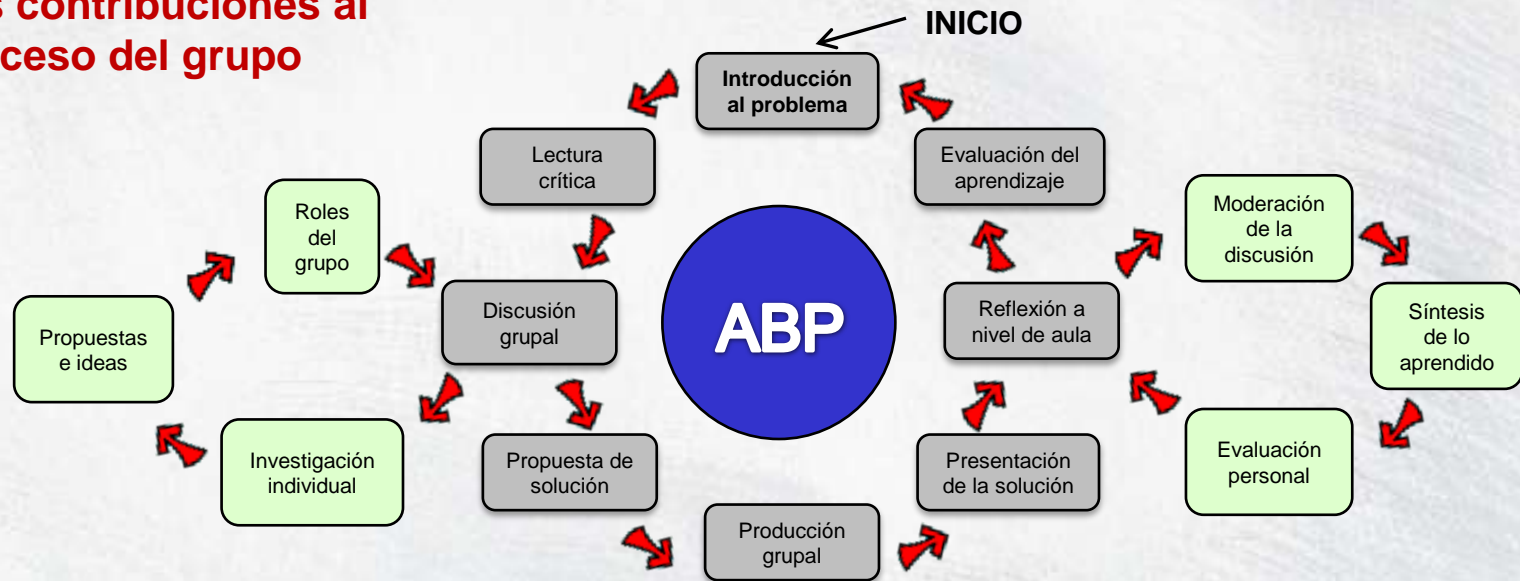 contribuciones al
del grupo
INICIO
Introducción
al problema
Lectura
crítica
Evaluación del
aprendizaje
Roles
del
grupo
Moderación
de la
discusión
Propuestas
e ideas
Discusión
grupal
ABP
Reflexión a
nivel de aula
Síntesis
de lo
aprendido
Investigación
individual
Propuesta de
solución
Presentación
de la solución
Evaluación
personal
Producción
grupal